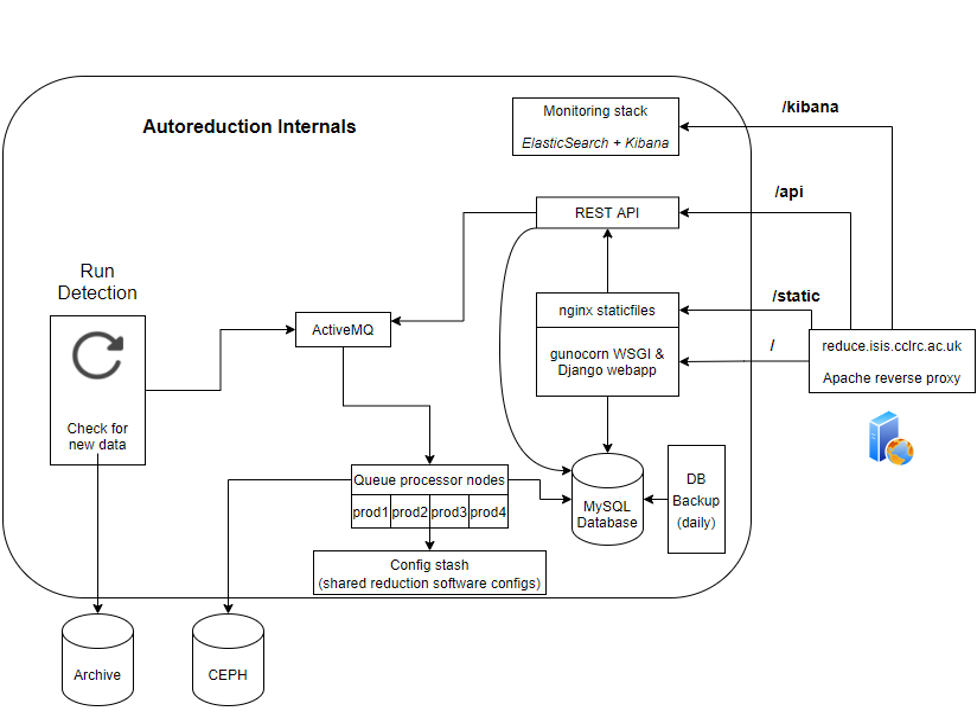 Autoreduction Internals
Monitoring stack
ElasticSearch + Kibana
/kibana
/api
REST API
Run
Detection
/static
nginx staticfiles
ActiveMQ
/
gunocorn WSGI &
Django webapp
reduce.isis.cclrc.ac.uk
Apache reverse proxy
Check for
new data
Queue processor nodes
prod1 prod2 prod3 prod4
MySQL
Database
DB
Backup
(daily)
Config stash
(shared reduction software configs)
Archive
CEPH